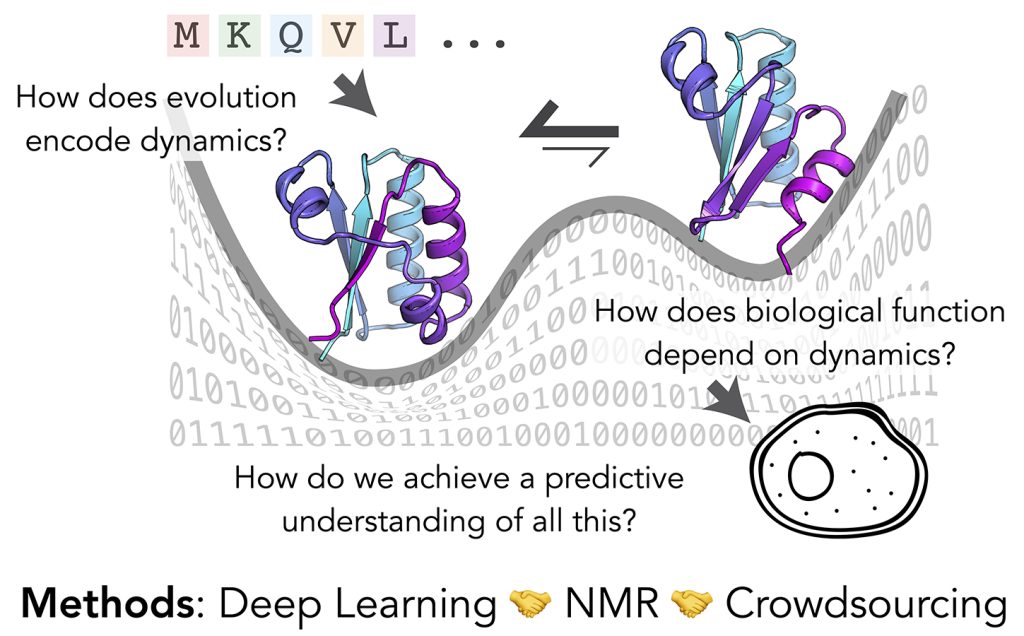 M K Q V L ...
How does evolution
encode dynamics?
How does biological function
depend on dynamics?
How do we achieve a predictive
understanding of all this?
Methods: Deep Learning 🤝 NMR 🤝 Crowdsourcing